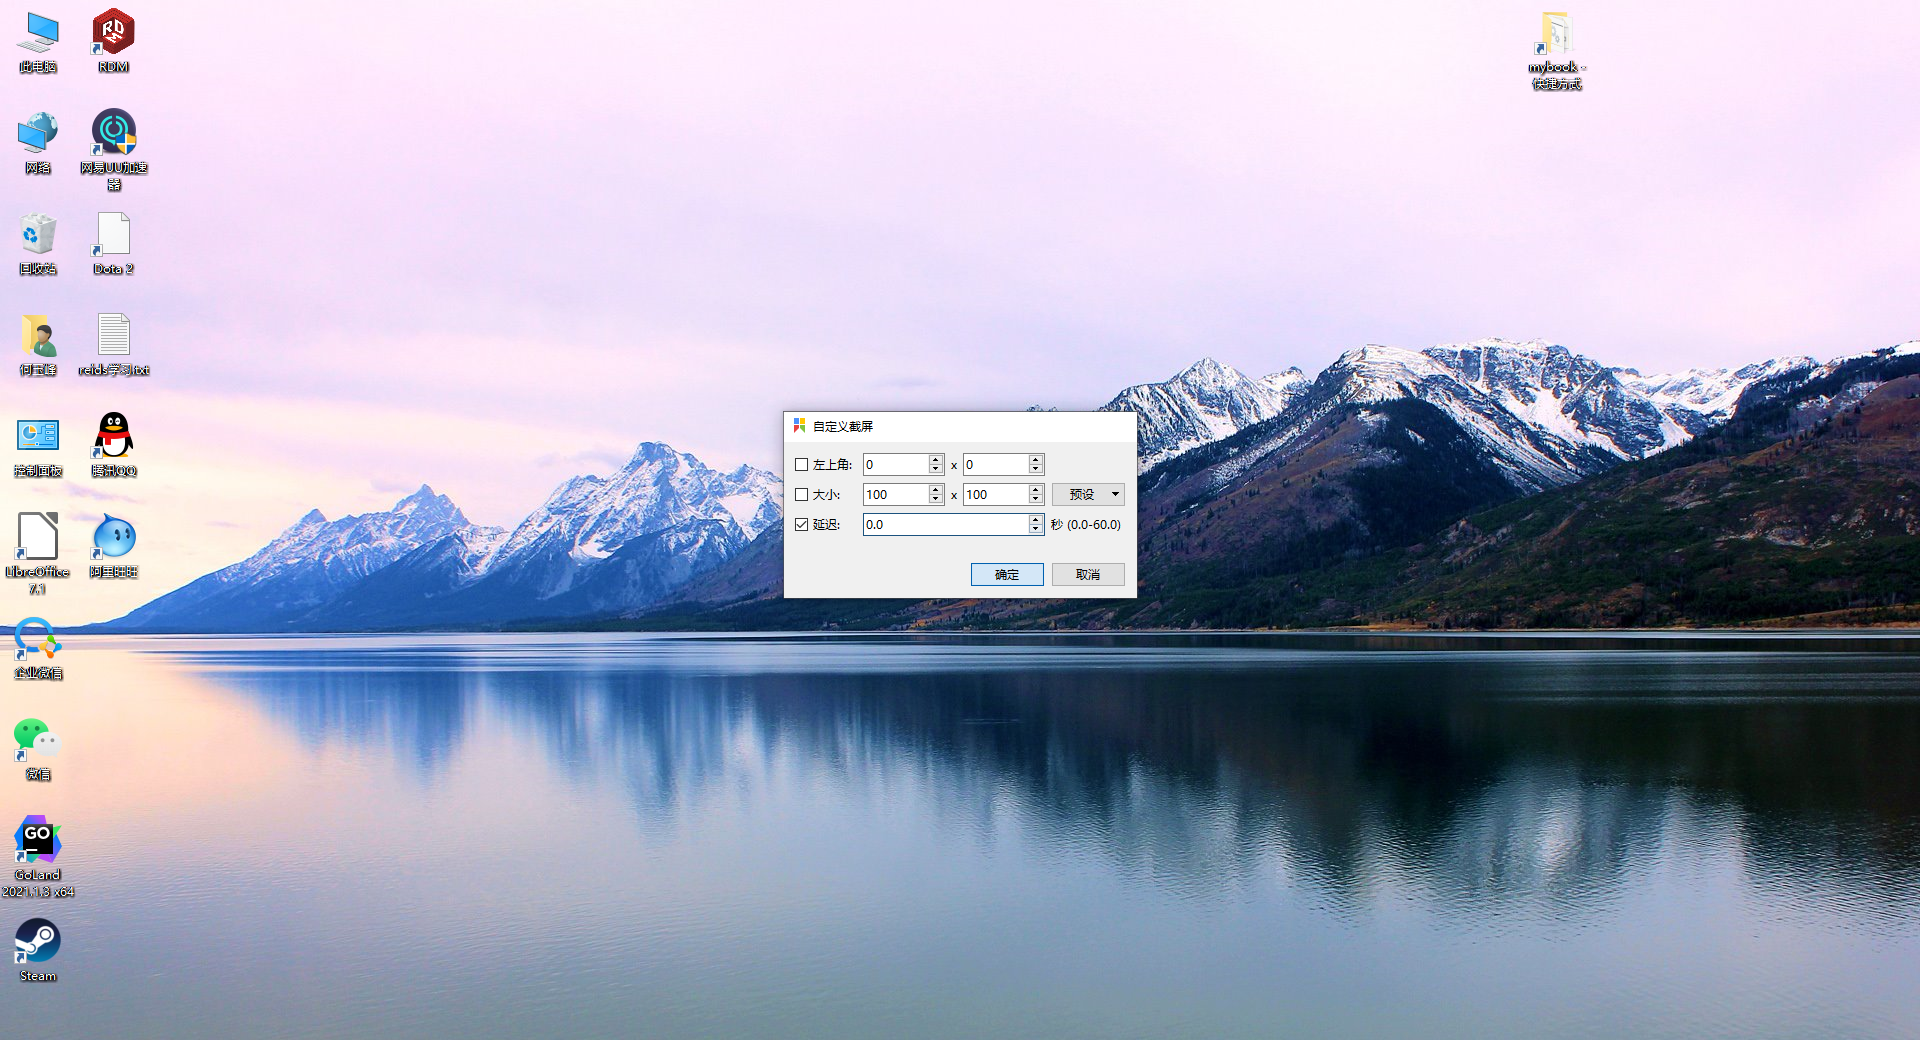 此电脑
RDM
mybook -
快捷方式
网络
网易UU加速
器
回收站
Dota 2
何宝峰
reids学习.txt
控制面板
腾讯QQ
LibreOffice
7.1
阿里旺旺
企业微信
微信
GO
GoLand
2021.1.3 x64
Steam
自定义截屏
左上角: 0 x 0
大小: 100 x 100 预设
延迟: 0.0 秒 (0.0-60.0)
确定 取消